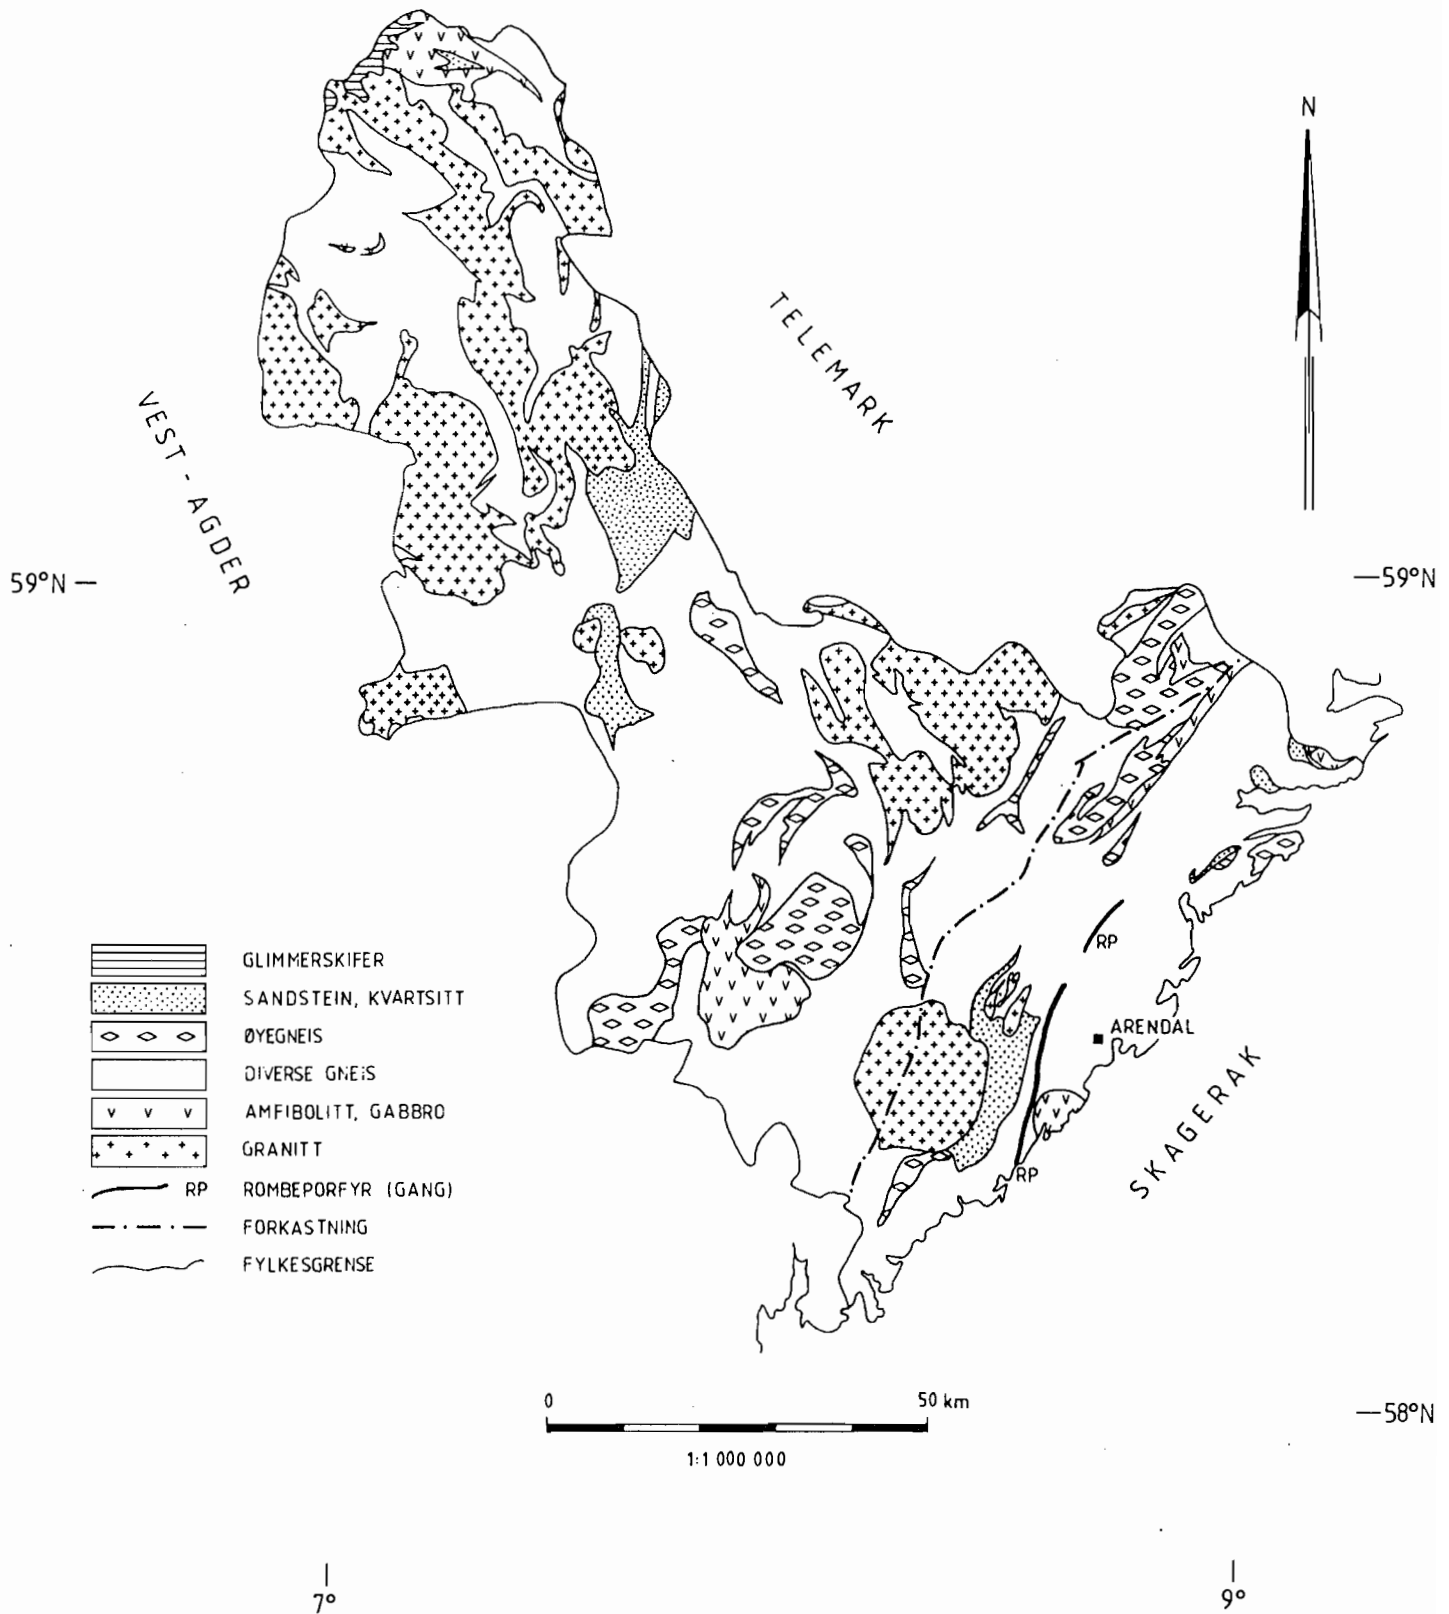 N
TELEMARK
VEST-AGDER
59°N
59°N
RP
ARENDAL
SKAGERAK
RP
GLIMMERSKIFER
SANDSTEIN, KVARTSITT
ØYEGNEIS
DIVERSE GNEIS
AMFIBOLITT, GABBRO
GRANITT
RP ROMBEPORFYR (GANG)
FORKASTNING
FYLKESGRENSE
0 50 km
1:1 000 000
58°N
7° 9°